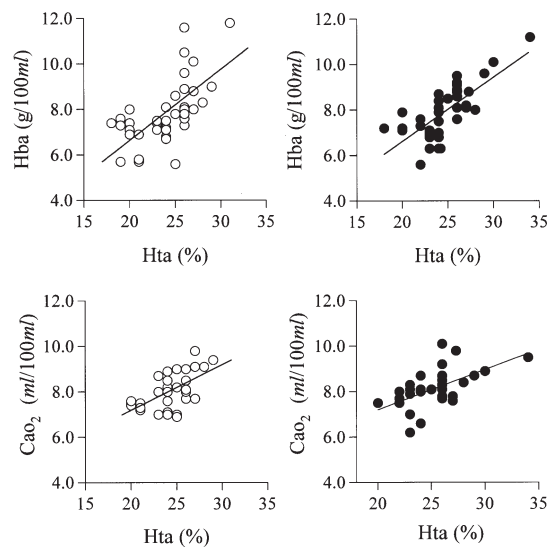 12.0 12.0
10.0 10.0
8.0 8.0
6.0 6.0
4.0 4.0
Hba (g/100ml) Hba (g/100ml)
15 20 25 30 35 15 20 25 30 35
Hta (%) Hta (%)
12.0 12.0
10.0 10.0
8.0 8.0
6.0 6.0
4.0 4.0
Cao2 (ml/100ml) Cao2 (ml/100ml)
15 20 25 30 35 20 25 30 35
Hta (%) Hta (%)